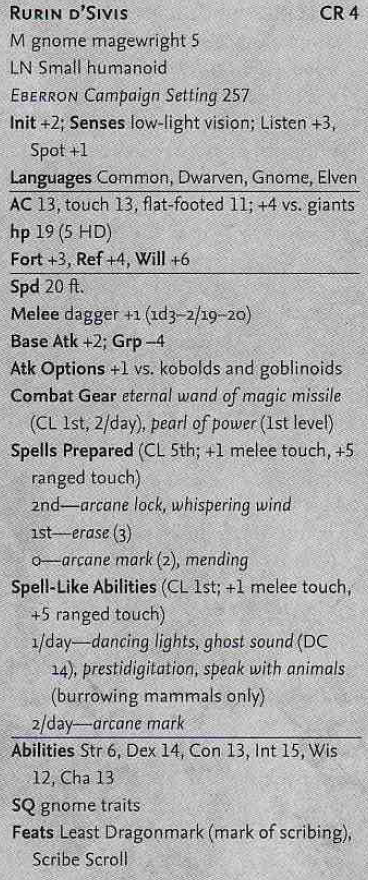 RURIN D'SIVIS CR 4
M gnome magewright 5
LN Small humanoid
EBERRON Campaign Setting 257
Init +2; Senses low-light vision; Listen +3,
Spot +1
Languages Common, Dwarven, Gnome, Elven
AC 13, touch 13, flat-footed 11; +4 vs. giants
hp 19 (5 HD)
Fort +3, Ref +4, Will +6
Spd 20 ft.
Melee dagger +1 (1d3–2/19–20)
Base Atk +2; Grp –4
Atk Options +1 vs. kobolds and goblinoids
Combat Gear eternal wand of magic missile
(CL 1st, 2/day), pearl of power (1st level)
Spells Prepared (CL 5th; +1 melee touch, +5
ranged touch)
2nd—arcane lock, whispering wind
1st—erase (3)
0—arcane mark (2), mending
Spell-Like Abilities (CL 1st; +1 melee touch,
+5 ranged touch)
1/day—dancing lights, ghost sound (DC
14), prestidigitation, speak with animals
(burrowing mammals only)
2/day—arcane mark
Abilities Str 6, Dex 14, Con 13, Int 15, Wis
12, Cha 13
SQ gnome traits
Feats Least Dragonmark (mark of scribing),
Scribe Scroll